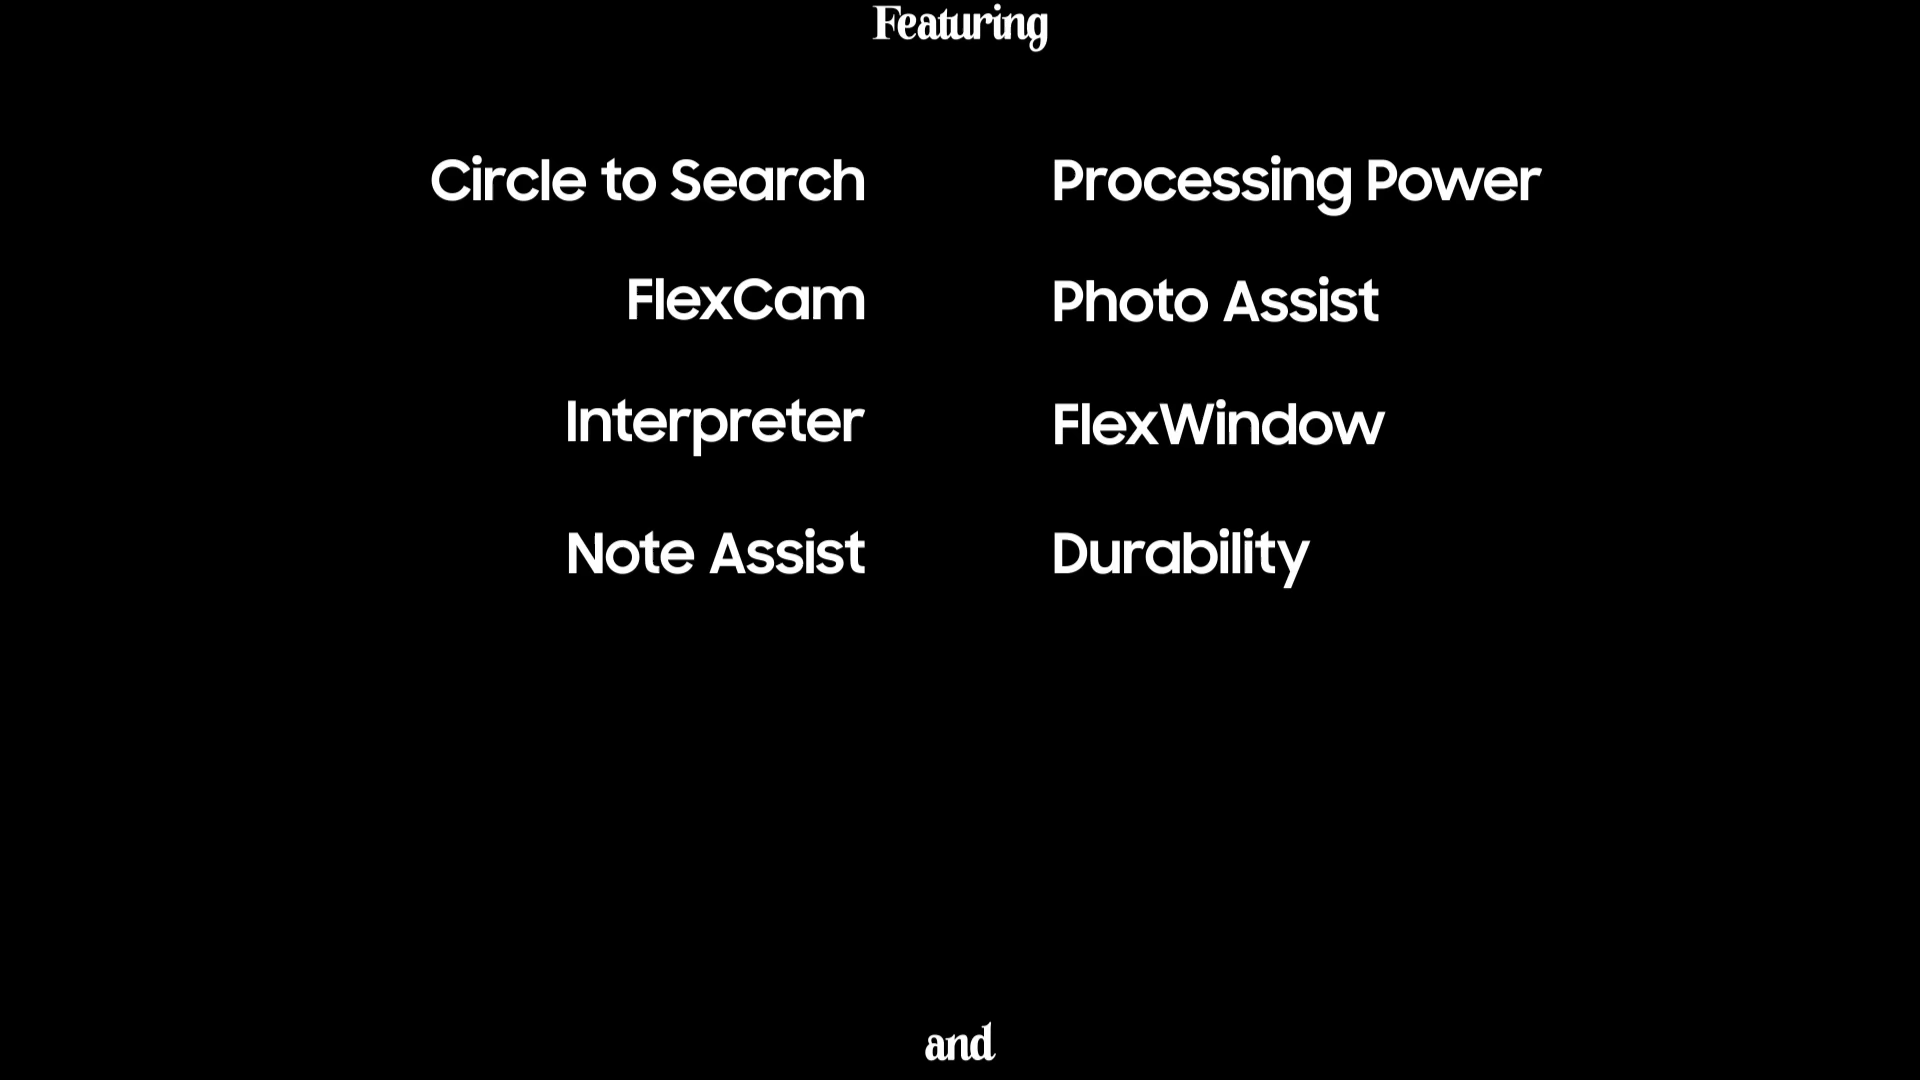 Featuring
Circle to Search Processing Power
FlexCam Photo Assist
Interpreter FlexWindow
Note Assist Durability
and